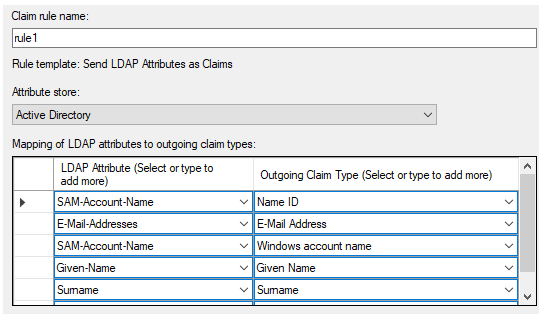 Claim rule name:
rule1
Rule template: Send LDAP Attributes as Claims
Attribute store:
Active Directory
Mapping of LDAP attributes to outgoing claim types:
LDAP Attribute (Select or type to add more) Outgoing Claim Type (Select or type to add more)
SAM-Account-Name Name ID
E-Mail-Addresses E-Mail Address
SAM-Account-Name Windows account name
Given-Name Given Name
Surname Surname